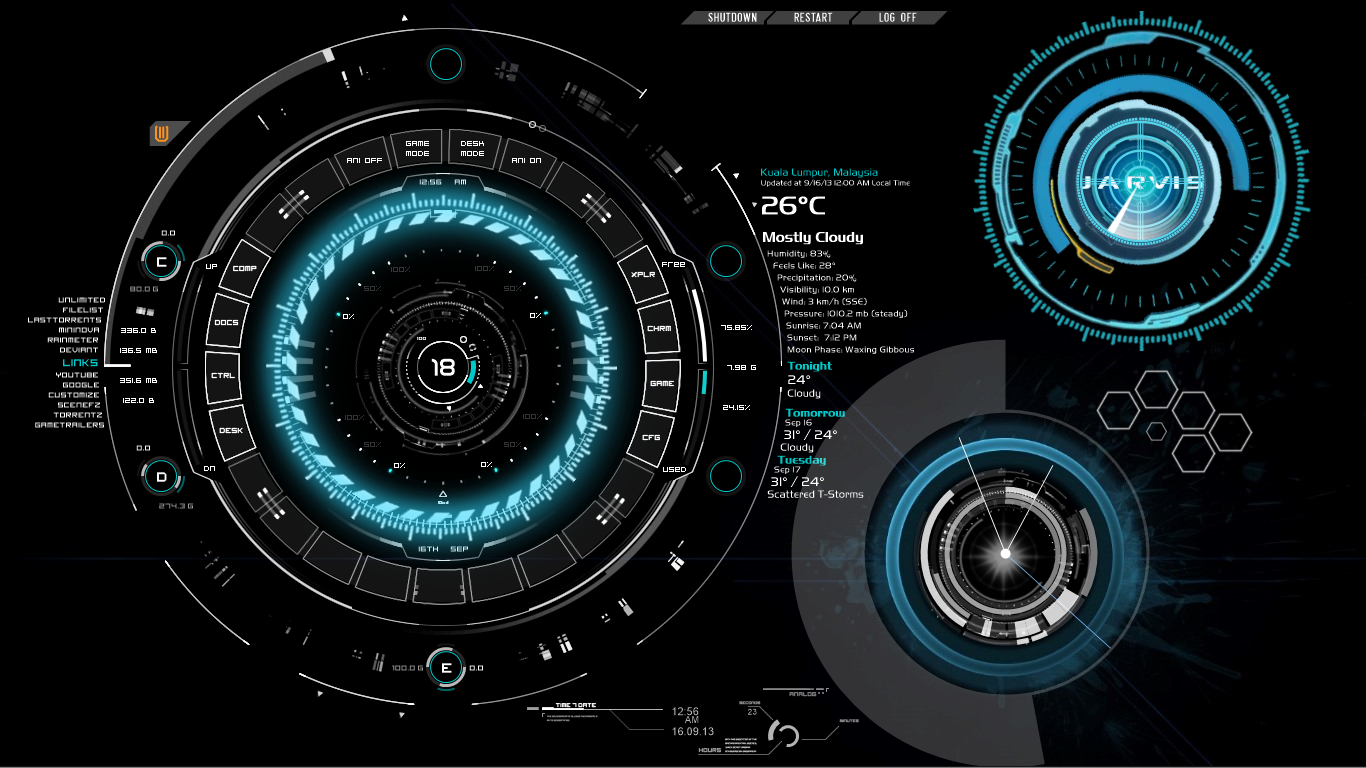 SHUTDOWN RESTART LOG OFF
JARVIS
ANI OFF
GAME
MODE
DESK
MODE
ANI ON
12:56 AM
Kuala Lumpur, Malaysia
Updated at 9/16/13 12:00 AM Local Time
26°C
Mostly Cloudy
Humidity: 83%
Feels Like: 28°
Precipitation: 20%
Visibility: 10.0 km
Wind: 3 km/h (SSE)
Pressure: 1010.2 mb (steady)
Sunrise: 7:04 AM
Sunset: 7:12 PM
Moon Phase: Waxing Gibbous
Tonight
24°
Cloudy
Tomorrow
Sep 16
31° / 24°
Cloudy
Tuesday
Sep 17
31° / 24°
Scattered T-Storms
0.0
C
80.0 G
UP
COMP
DOCS
CTRL
DESK
DN
XPLR
FREE
CHRM
GAME
CFG
USED
75.85%
7.98 G
24.15%
UNLIMITED
FILELIST
LASTTORRENTS
MININOVA
RAINMETER
DEVIANT
LINKS
YOUTUBE
GOOGLE
CUSTOMIZE
SCENEFZ
TORRENTZ
GAMETRAILERS
336.0 B
136.5 MB
351.6 MB
122.0 B
0.0
D
274.3 G
100% 100%
50% 50%
0% 0%
100
18
100% 100%
50% 50%
0% 0%
16TH SEP
100.0 G E 0.0
TIME 7 DATE
12:56
AM
16.09.13
ANALOG
SECONDS
23
MINUTES
HOURS